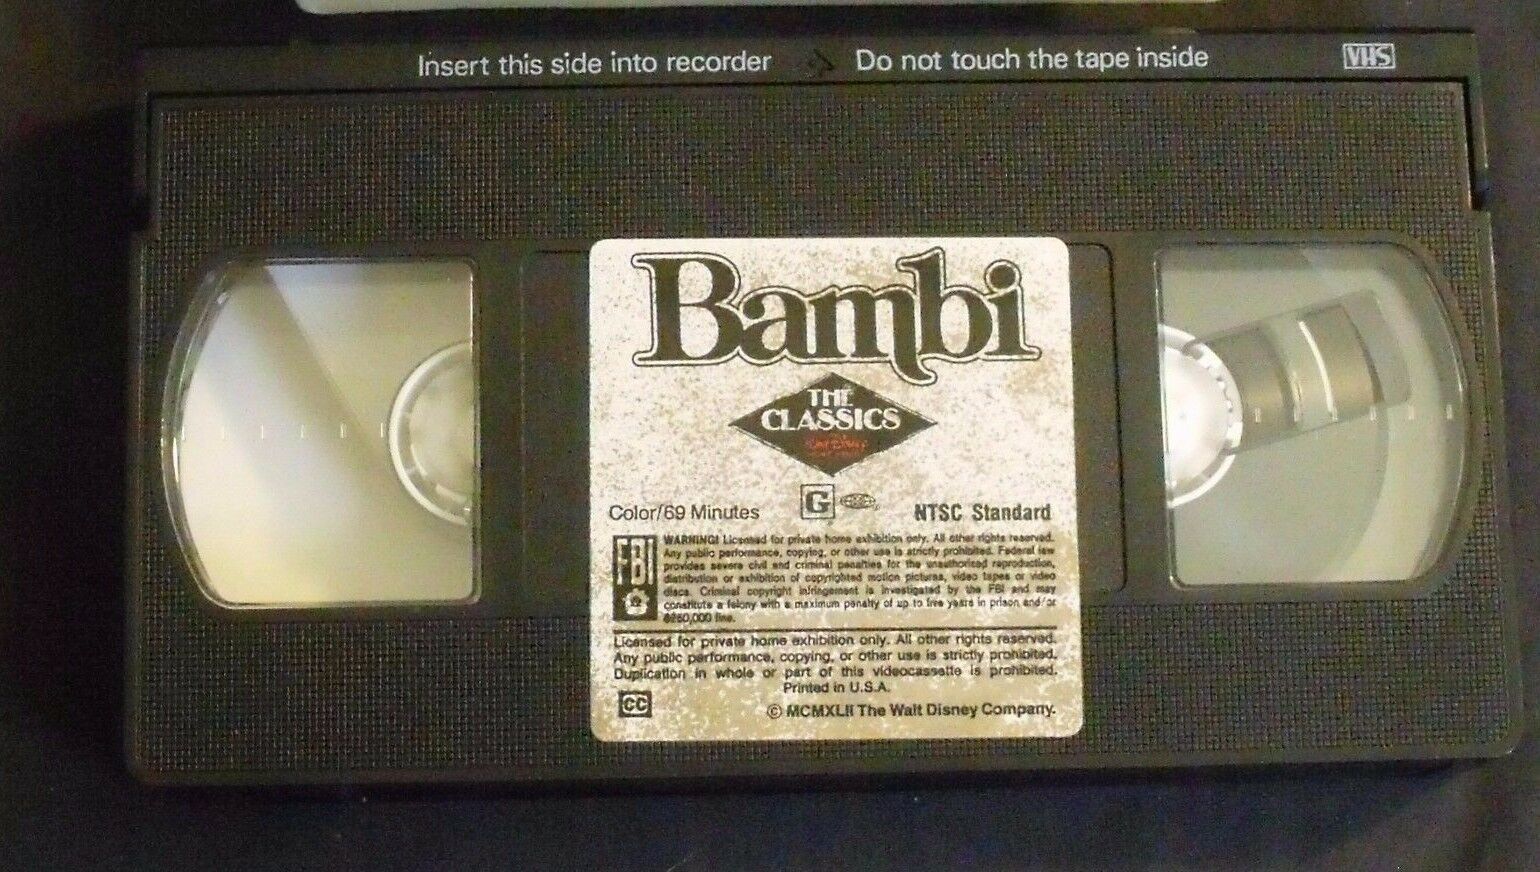 Insert this side into recorder Do not touch the tape inside VHS
Bambi
THE
CLASSICS
Walt Disney
Color/69 Minutes G NTSC Standard
FBI
WARNING! Licensed for private home exhibition only. All other rights reserved.
Any public performance, copying, or other use is strictly prohibited. Federal law
provides severe civil and criminal penalties for the unauthorized reproduction,
distribution or exhibition of copyrighted motion pictures, video tapes or video
discs. Criminal copyright infringement is investigated by the FBI and may
constitute a felony with a maximum penalty of up to five years in prison and/or
a $250,000 fine.
Licensed for private home exhibition only. All other rights reserved.
Any public performance, copying, or other use is strictly prohibited.
Duplication in whole or part of this videocassette is prohibited.
Printed in U.S.A.
CC © MCMXLII The Walt Disney Company.